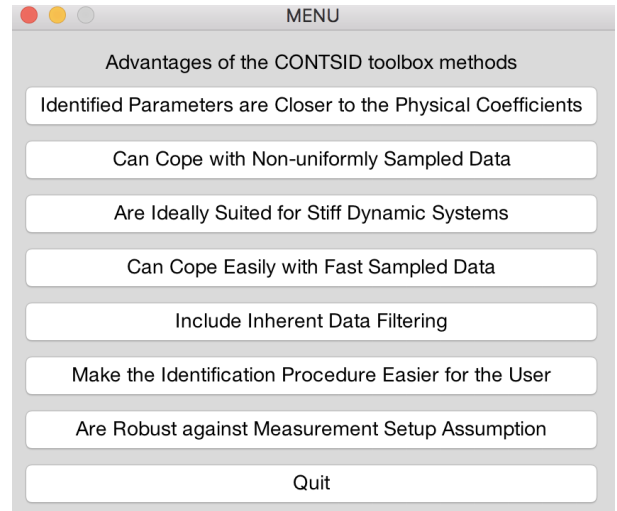 MENU
Advantages of the CONTSID toolbox methods
Identified Parameters are Closer to the Physical Coefficients
Can Cope with Non-uniformly Sampled Data
Are Ideally Suited for Stiff Dynamic Systems
Can Cope Easily with Fast Sampled Data
Include Inherent Data Filtering
Make the Identification Procedure Easier for the User
Are Robust against Measurement Setup Assumption
Quit